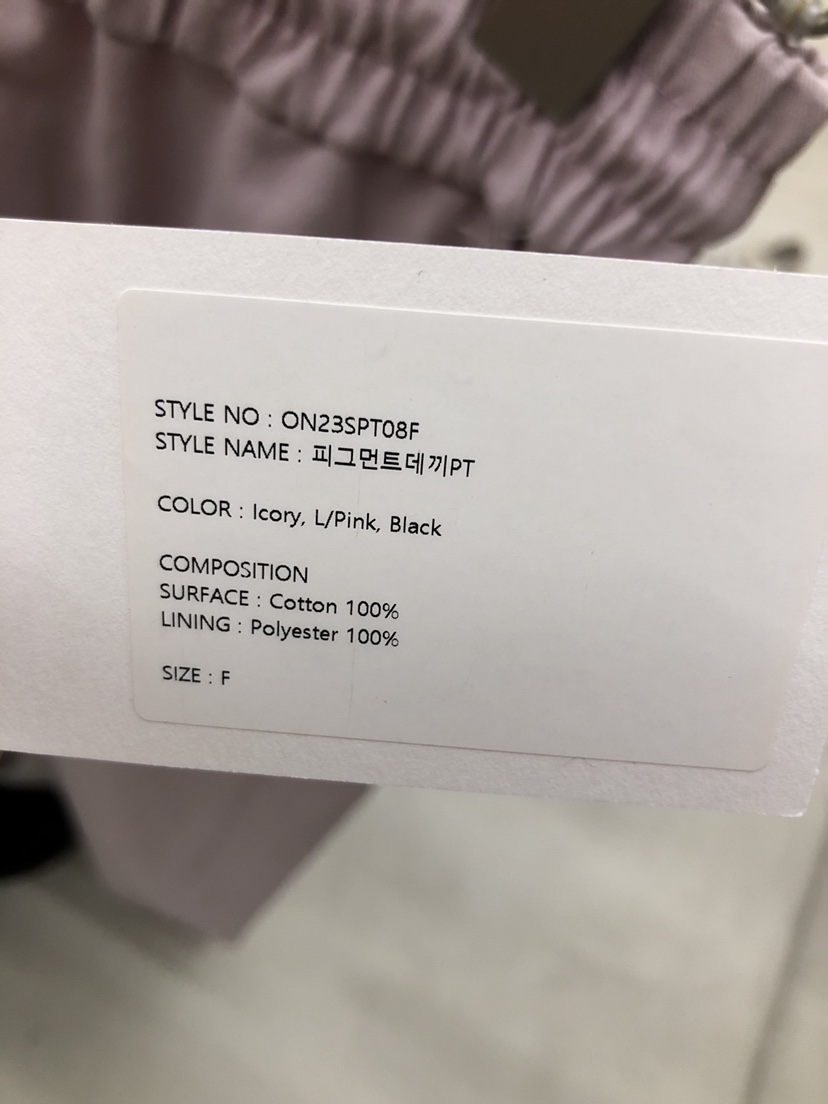 STYLE NO : ON23SPT08F
STYLE NAME : 피그먼트데끼PT
COLOR : Icory, L/Pink, Black
COMPOSITION
SURFACE : Cotton 100%
LINING : Polyester 100%
SIZE : F